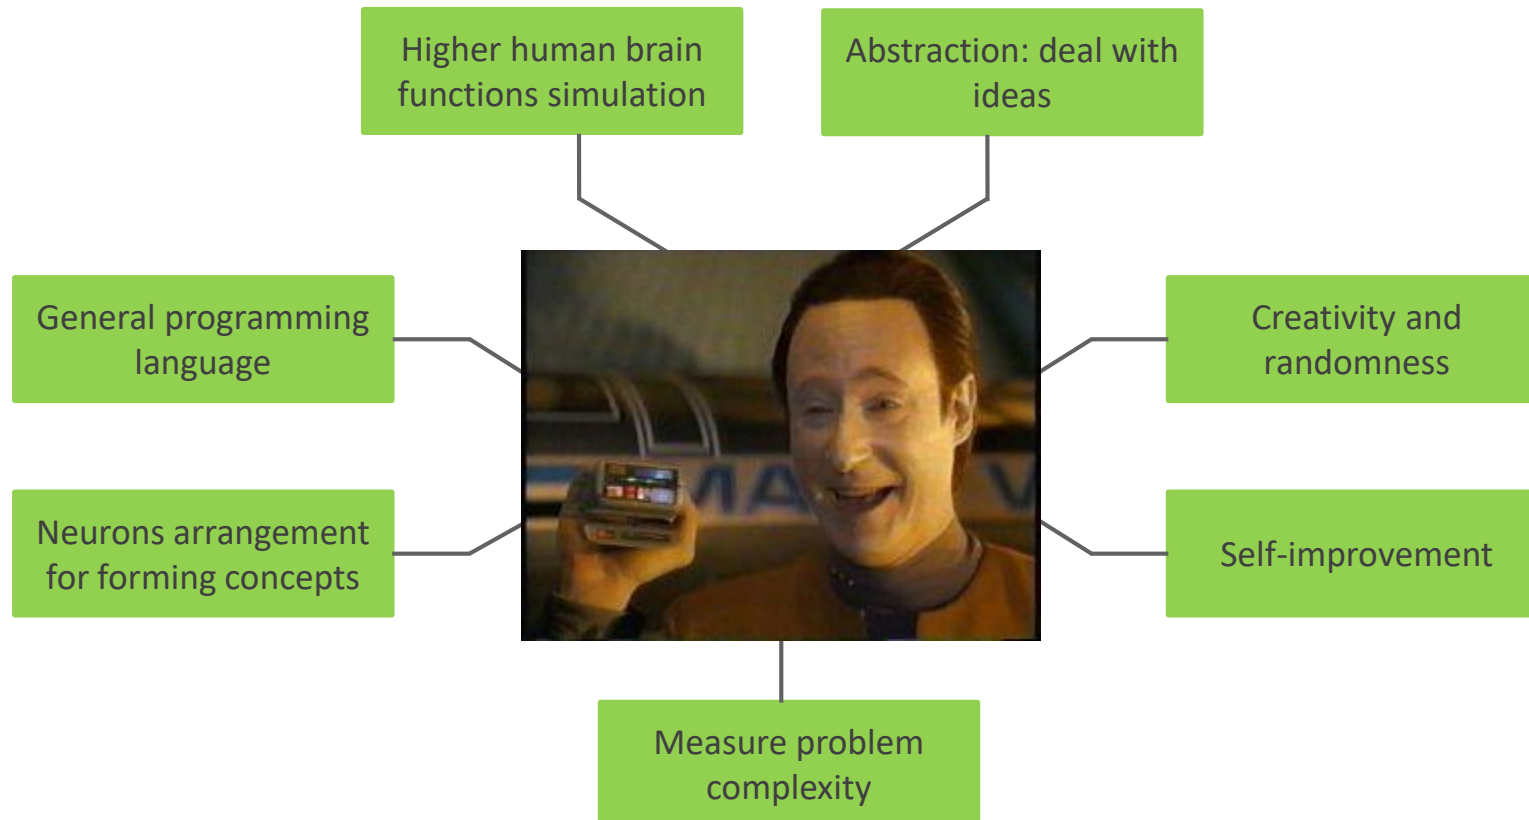 Higher human brain
functions simulation
Abstraction: deal with
ideas
General programming
language
Creativity and
randomness
Neurons arrangement
for forming concepts
Self-improvement
Measure problem
complexity
MA
V